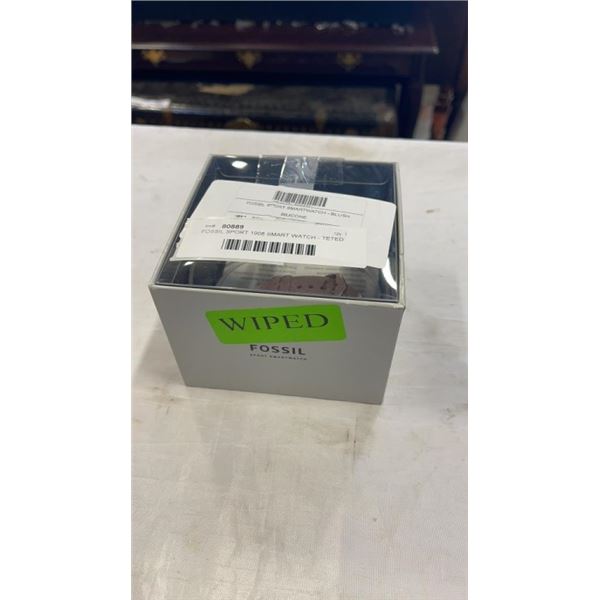 FOSSIL SPORT SMARTWATCH - BLUSH
SILICONE
80889
FOSSIL SPORT 1908 SMART WATCH - TETED
WIPED
FOSSIL
SPORT SMARTWATCH